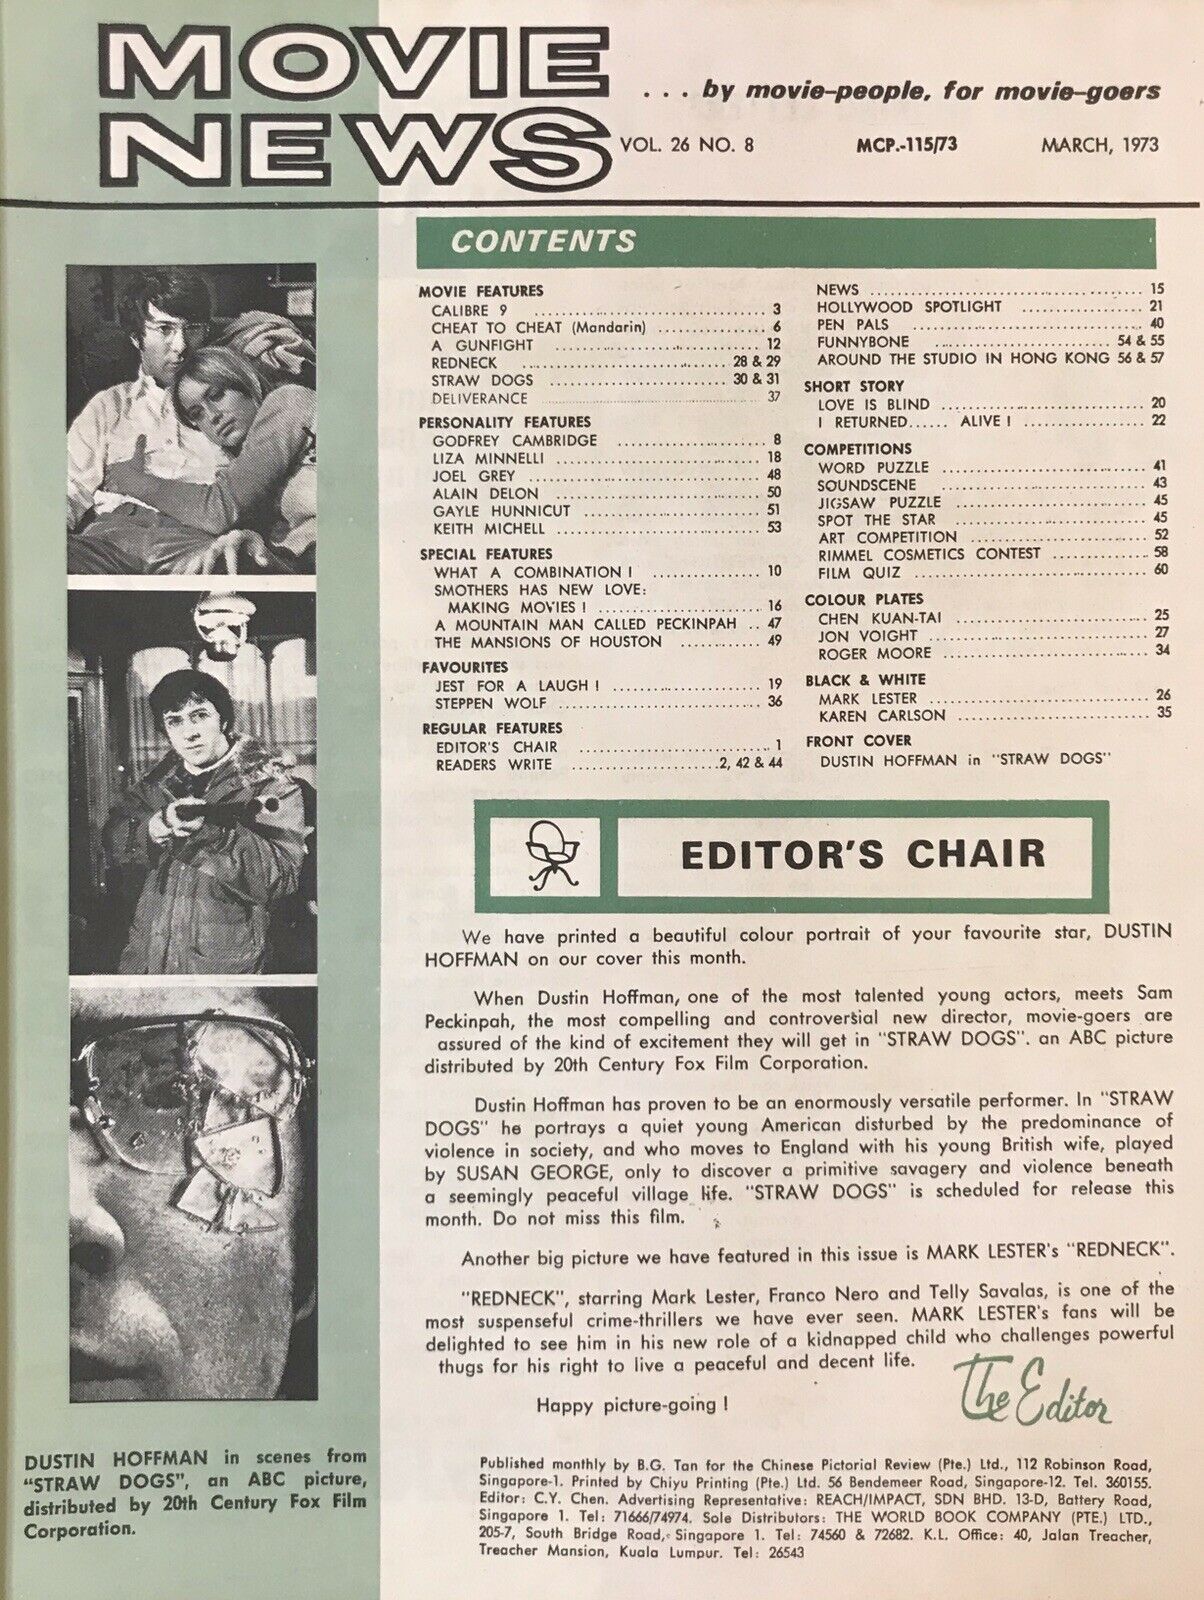 MOVIE
NEWS
. . . by movie-people, for movie-goers
VOL. 26 NO. 8 MCP.-115/73 MARCH, 1973
CONTENTS
MOVIE FEATURES
CALIBRE 9 .................................. 3
CHEAT TO CHEAT (Mandarin) ................ 6
A GUNFIGHT .............................. 12
REDNECK .............................. 28 & 29
STRAW DOGS .......................... 30 & 31
DELIVERANCE ............................ 37
PERSONALITY FEATURES
GODFREY CAMBRIDGE ...................... 8
LIZA MINNELLI .............................. 18
JOEL GREY .................................. 48
ALAIN DELON ................................ 50
GAYLE HUNNICUT .......................... 51
KEITH MICHELL .............................. 53
SPECIAL FEATURES
WHAT A COMBINATION ! ................ 10
SMOTHERS HAS NEW LOVE:
MAKING MOVIES ! ........................ 16
A MOUNTAIN MAN CALLED PECKINPAH .. 47
THE MANSIONS OF HOUSTON ............ 49
FAVOURITES
JEST FOR A LAUGH ! ...................... 19
STEPPEN WOLF .............................. 36
REGULAR FEATURES
EDITOR'S CHAIR ............................ 1
READERS WRITE ......................2, 42 & 44
NEWS ........................................ 15
HOLLYWOOD SPOTLIGHT .................. 21
PEN PALS .................................. 40
FUNNYBONE .......................... 54 & 55
AROUND THE STUDIO IN HONG KONG 56 & 57
SHORT STORY
LOVE IS BLIND .............................. 20
I RETURNED...... ALIVE ! .................. 22
COMPETITIONS
WORD PUZZLE .............................. 41
SOUNDSCENE .............................. 43
JIGSAW PUZZLE ............................ 45
SPOT THE STAR ............................ 45
ART COMPETITION .......................... 52
RIMMEL COSMETICS CONTEST .............. 58
FILM QUIZ .................................. 60
COLOUR PLATES
CHEN KUAN-TAI .............................. 25
JON VOIGHT ................................ 27
ROGER MOORE .............................. 34
BLACK & WHITE
MARK LESTER ................................ 26
KAREN CARLSON ............................ 35
FRONT COVER
DUSTIN HOFFMAN in "STRAW DOGS"
EDITOR'S CHAIR
We have printed a beautiful colour portrait of your favourite star, DUSTIN
HOFFMAN on our cover this month.
When Dustin Hoffman, one of the most talented young actors, meets Sam
Peckinpah, the most compelling and controversial new director, movie-goers are
assured of the kind of excitement they will get in "STRAW DOGS". an ABC picture
distributed by 20th Century Fox Film Corporation.
Dustin Hoffman has proven to be an enormously versatile performer. In "STRAW
DOGS" he portrays a quiet young American disturbed by the predominance of
violence in society, and who moves to England with his young British wife, played
by SUSAN GEORGE, only to discover a primitive savagery and violence beneath
a seemingly peaceful village life. "STRAW DOGS" is scheduled for release this
month. Do not miss this film.
Another big picture we have featured in this issue is MARK LESTER's "REDNECK".
"REDNECK", starring Mark Lester, Franco Nero and Telly Savalas, is one of the
most suspenseful crime-thrillers we have ever seen. MARK LESTER's fans will be
delighted to see him in his new role of a kidnapped child who challenges powerful
thugs for his right to live a peaceful and decent life.
Happy picture-going !
The Editor
DUSTIN HOFFMAN in scenes from
"STRAW DOGS", an ABC picture,
distributed by 20th Century Fox Film
Corporation.
Published monthly by B.G. Tan for the Chinese Pictorial Review (Pte.) Ltd., 112 Robinson Road,
Singapore-1. Printed by Chiyu Printing (Pte.) Ltd. 56 Bendemeer Road, Singapore-12. Tel. 360155.
Editor: C.Y. Chen. Advertising Representative: REACH/IMPACT, SDN BHD. 13-D, Battery Road,
Singapore 1. Tel: 71666/74974. Sole Distributors: THE WORLD BOOK COMPANY (PTE.) LTD.,
205-7, South Bridge Road, Singapore 1. Tel: 74560 & 72682. K.L. Office: 40, Jalan Treacher,
Treacher Mansion, Kuala Lumpur. Tel: 26543